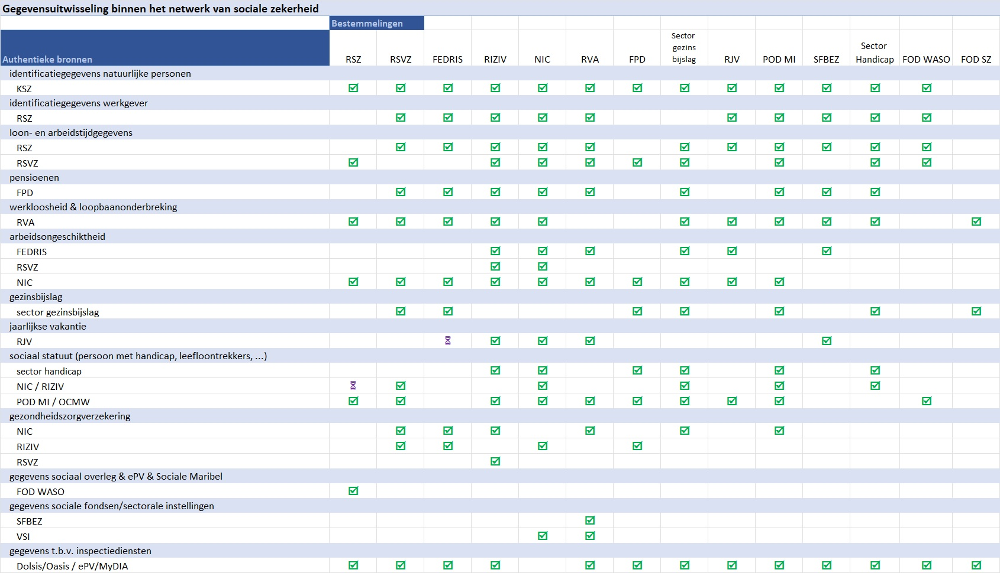 Gegevensuitwisseling binnen het netwerk van sociale zekerheid
Bestemmelingen
Authentieke bronnen
RSZ
RSVZ
FEDRIS
RIZIV
NIC
RVA
FPD
Sector
gezins
bijslag
RJV
POD MI
SFBEZ
Sector
Handicap
FOD WASO
FOD SZ
identificatiegegevens natuurlijke personen
KSZ
identificatiegegevens werkgever
RSZ
loon- en arbeidstijdgegevens
RSZ
RSVZ
pensioenen
FPD
werkloosheid & loopbaanonderbreking
RVA
arbeidsongeschiktheid
FEDRIS
RSVZ
NIC
gezinsbijslag
sector gezinsbijslag
jaarlijkse vakantie
RJV
sociaal statuut (persoon met handicap, leefloontrekkers, ...)
sector handicap
NIC / RIZIV
POD MI / OCMW
gezondheidszorgverzekering
NIC
RIZIV
RSVZ
gegevens sociaal overleg & ePV & Sociale Maribel
FOD WASO
gegevens sociale fondsen/sectorale instellingen
SFBEZ
VSI
gegevens t.b.v. inspectiediensten
Dolsis/Oasis / ePV/MyDIA